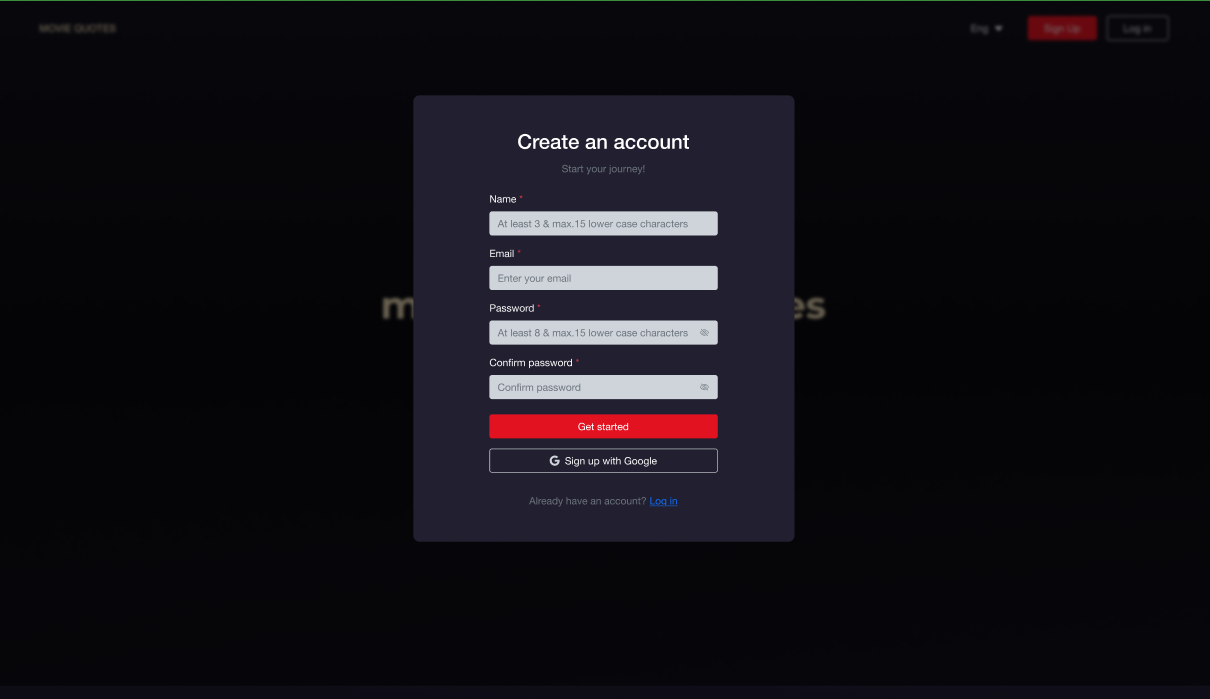 MOVIE QUOTES
Eng
Sign Up
Log in
Create an account
Start your journey!
Name *
At least 3 & max.15 lower case characters
Email *
Enter your email
Password *
At least 8 & max.15 lower case characters
Confirm password *
Confirm password
Get started
Sign up with Google
Already have an account? Log in